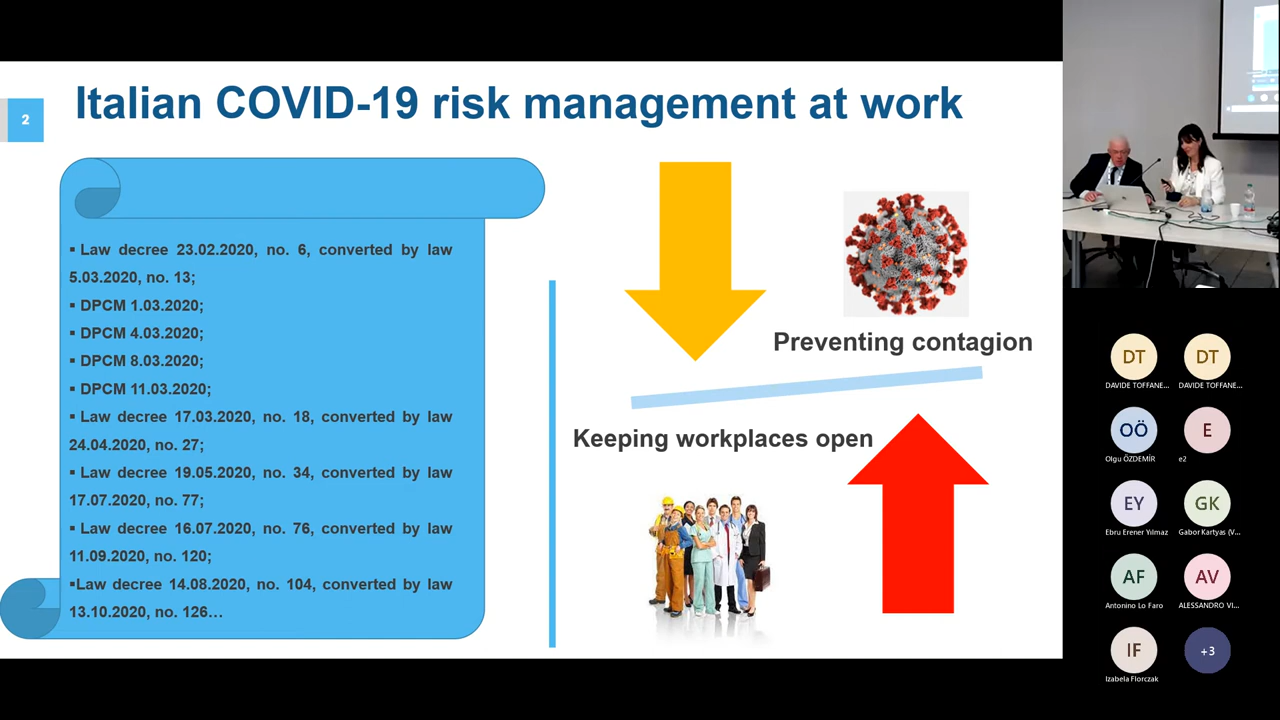 Italian COVID-19 risk management at work
2
▪ Law decree 23.02.2020, no. 6, converted by law
5.03.2020, no. 13;
▪ DPCM 1.03.2020;
▪ DPCM 4.03.2020;
▪ DPCM 8.03.2020;
▪ DPCM 11.03.2020;
▪ Law decree 17.03.2020, no. 18, converted by law
24.04.2020, no. 27;
▪ Law decree 19.05.2020, no. 34, converted by law
17.07.2020, no. 77;
▪ Law decree 16.07.2020, no. 76, converted by law
11.09.2020, no. 120;
▪Law decree 14.08.2020, no. 104, converted by law
13.10.2020, no. 126…
Preventing contagion
Keeping workplaces open
DT
DT
DAVIDE TOFFANE...
DAVIDE TOFFANE...
OÖ
E
Olgu ÖZDEMİR
e2
EY
GK
Ebru Erener Yılmaz
Gabor Kartyas (V...
AF
AV
Antonino Lo Faro
ALESSANDRO VI...
IF
+3
Izabela Florczak